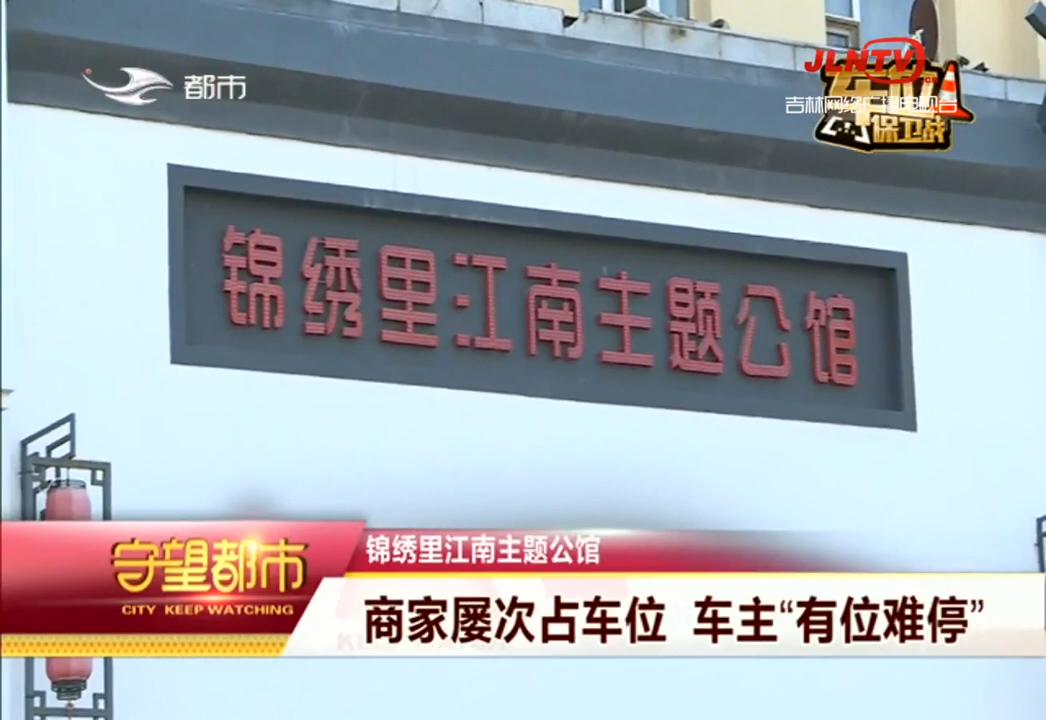 都市
JLNTV
吉林网络广播电视台
车位
保卫战
锦绣里江南主题公馆
锦绣里江南主题公馆
守望都市
CITY KEEP WATCHING
商家屡次占车位 车主“有位难停”